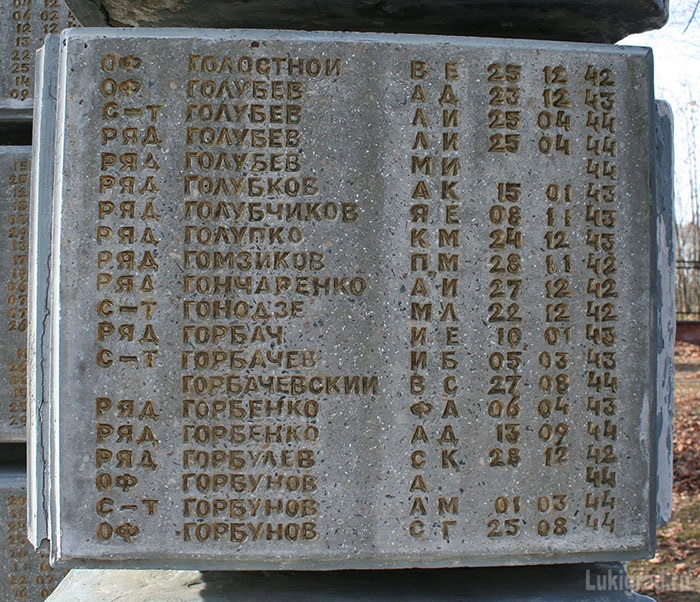 ОФ ГОЛОСТНОЙ В Е 25 12 42
ОФ ГОЛУБЕВ А Д 23 12 43
С-Т ГОЛУБЕВ Л И 25 04 44
РЯД ГОЛУБЕВ Л И 25 04 44
РЯД ГОЛУБЕВ М И 44
РЯД ГОЛУБКОВ А К 15 01 43
РЯД ГОЛУБЧИКОВ Я Е 08 11 43
РЯД ГОЛУПКО К М 24 12 43
РЯД ГОМЗИКОВ П М 28 11 42
РЯД ГОНЧАРЕНКО А И 27 12 42
С-Т ГОНОДЗЕ М Л 22 12 42
РЯД ГОРБАЧ И Е 10 01 43
С-Т ГОРБАЧЕВ И Б 05 03 43
ГОРБАЧЕВСКИЙ В С 27 08 44
РЯД ГОРБЕНКО Ф А 06 04 43
РЯД ГОРБЕНКО А Д 13 09 44
РЯД ГОРБУЛЕВ С К 28 12 42
ОФ ГОРБУНОВ А 44
С-Т ГОРБУНОВ А М 01 03 44
ОФ ГОРБУНОВ С Г 25 08 44
Lukigrad.ru